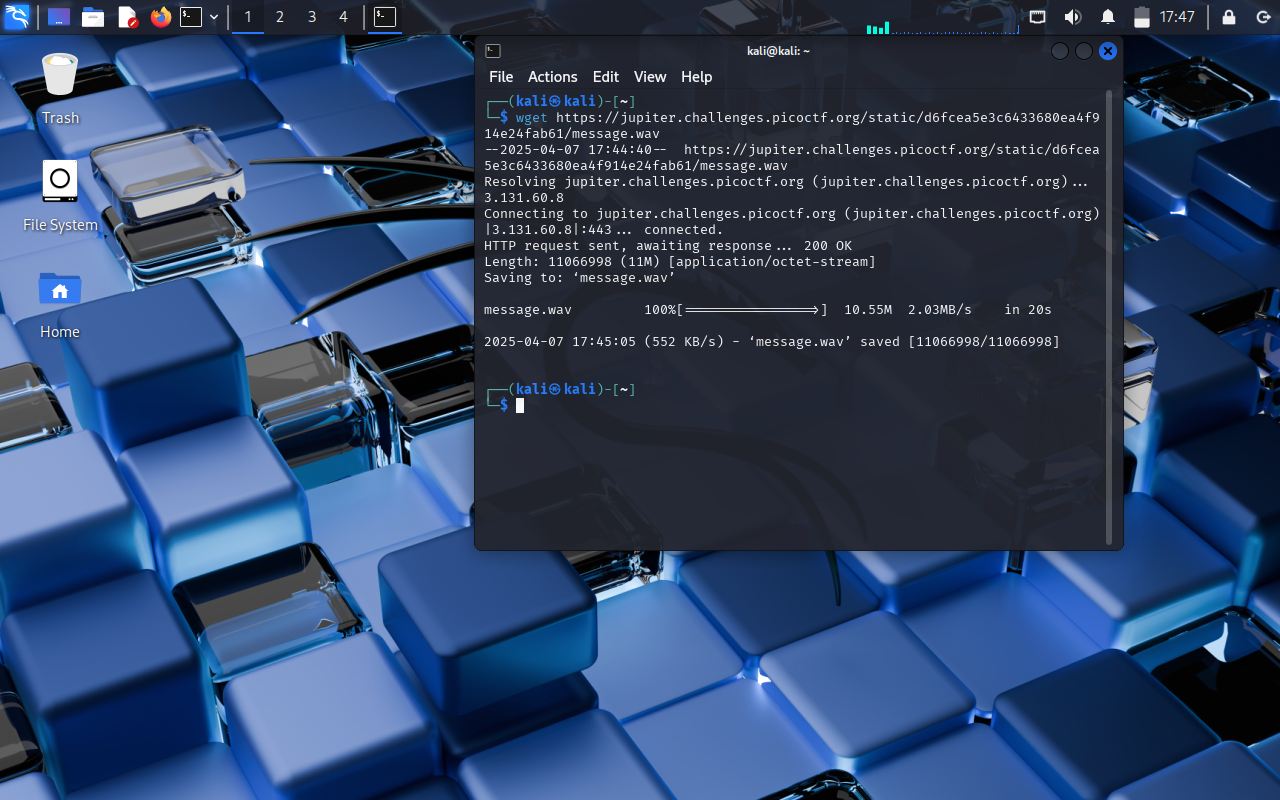 1 2 3 4
17:47
Trash
File System
Home
kali@kali: ~
File Actions Edit View Help
┌──(kali㉿kali)-[~]
└─$ wget https://jupiter.challenges.picoctf.org/static/d6fcea5e3c6433680ea4f9
14e24fab61/message.wav
--2025-04-07 17:44:40--  https://jupiter.challenges.picoctf.org/static/d6fcea
5e3c6433680ea4f914e24fab61/message.wav
Resolving jupiter.challenges.picoctf.org (jupiter.challenges.picoctf.org)...
3.131.60.8
Connecting to jupiter.challenges.picoctf.org (jupiter.challenges.picoctf.org)
|3.131.60.8|:443... connected.
HTTP request sent, awaiting response... 200 OK
Length: 11066998 (11M) [application/octet-stream]
Saving to: ‘message.wav’
message.wav         100%[================>]  10.55M  2.03MB/s    in 20s
2025-04-07 17:45:05 (552 KB/s) - ‘message.wav’ saved [11066998/11066998]
┌──(kali㉿kali)-[~]
└─$